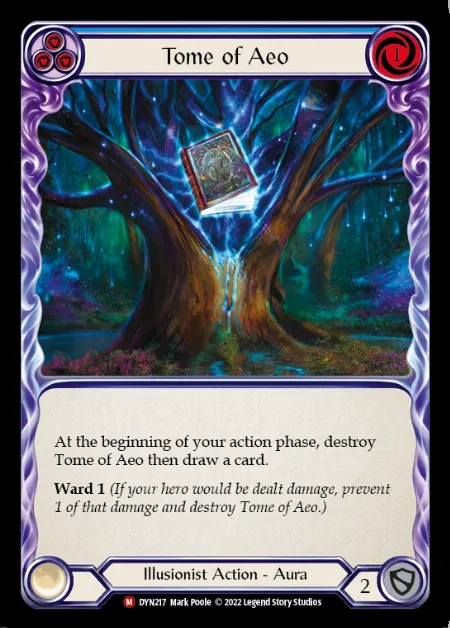 Tome of Aeo
1
At the beginning of your action phase, destroy
Tome of Aeo then draw a card.
Ward 1 (If your hero would be dealt damage, prevent
1 of that damage and destroy Tome of Aeo.)
Illusionist Action - Aura
2
M DYN217 Mark Poole © 2022 Legend Story Studios